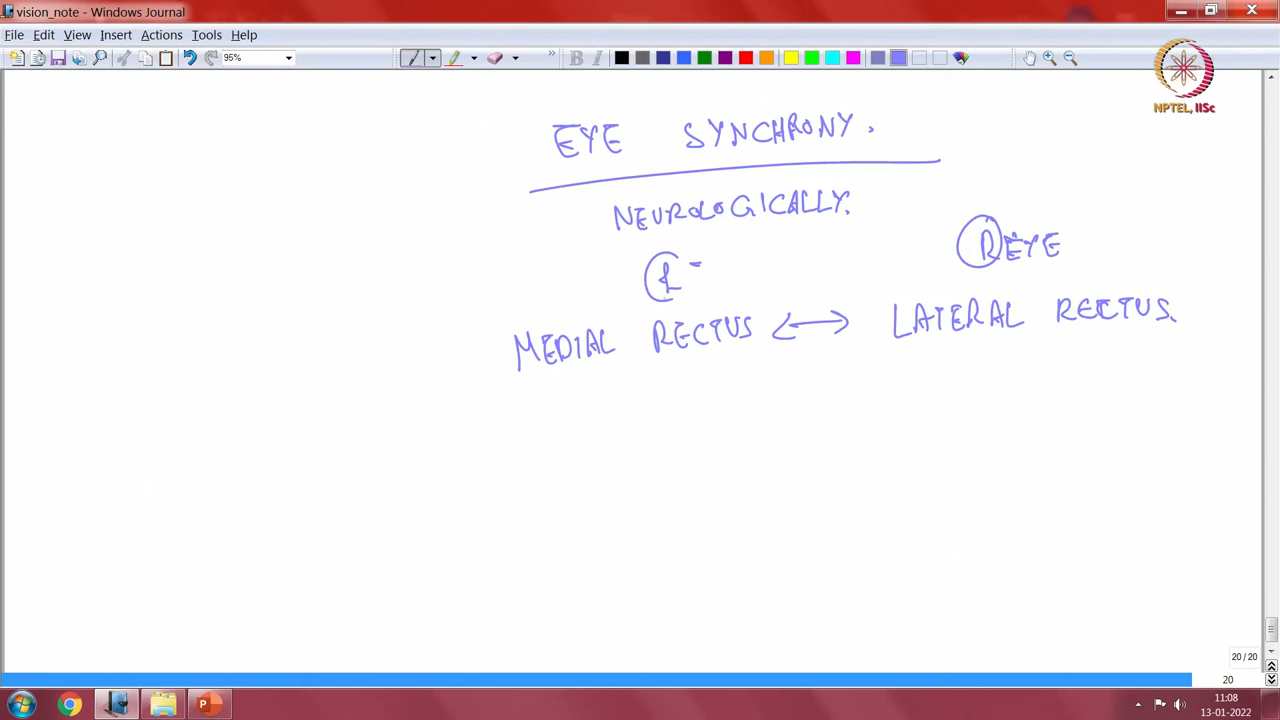 vision_note - Windows Journal
File Edit View Insert Actions Tools Help
95%
NPTEL, IISc
EYE SYNCHRONY.
NEUROLOGICALLY.
R EYE
L
MEDIAL RECTUS <-> LATERAL RECTUS.
20/20
20
11:08
13-01-2022